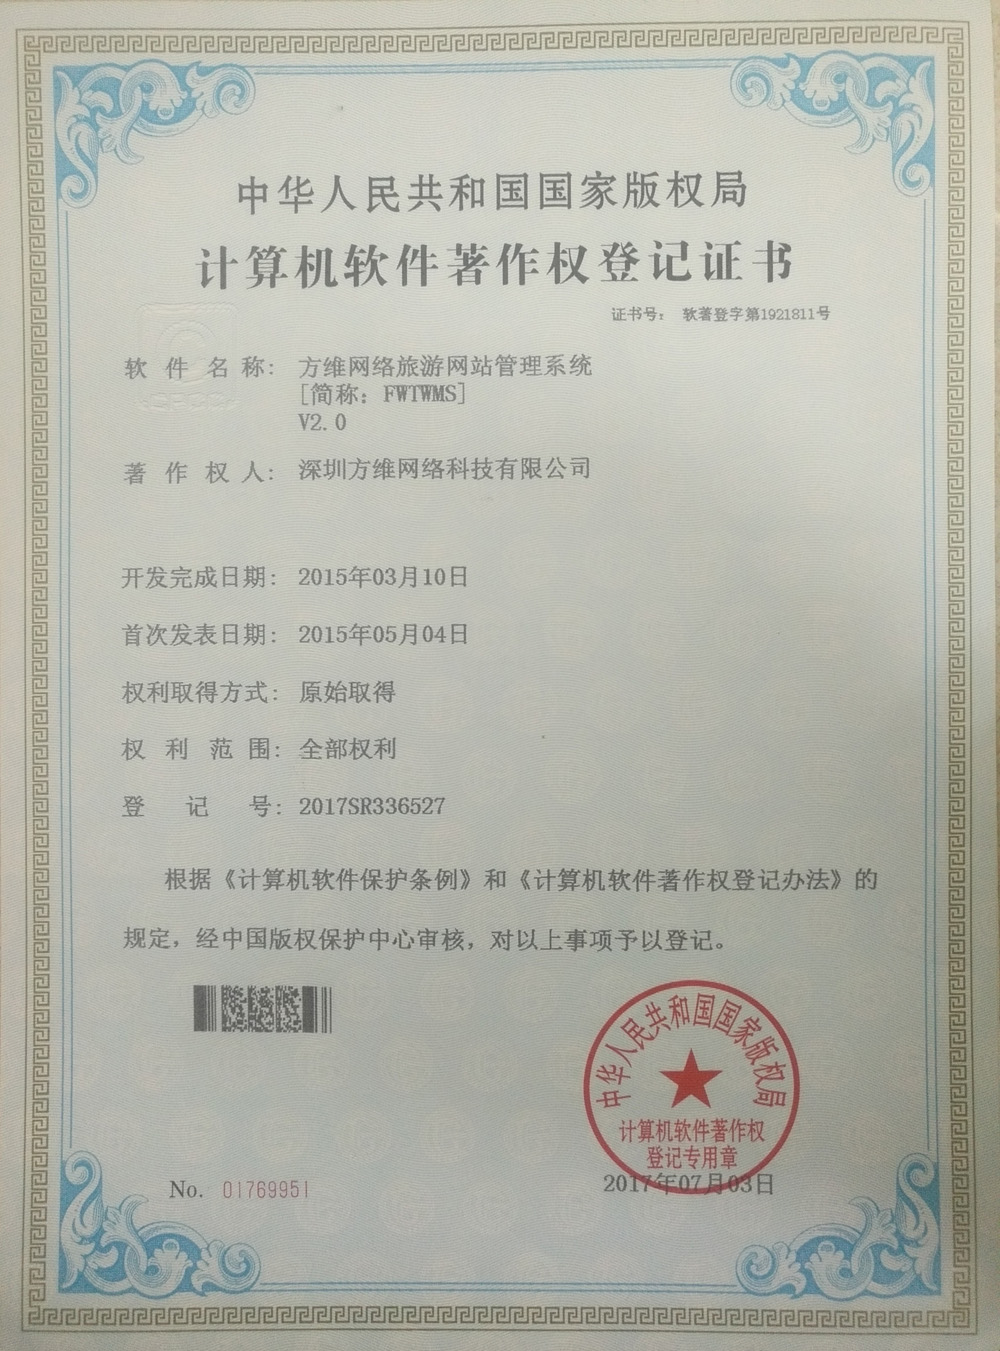 中华人民共和国国家版权局
计算机软件著作权登记证书
证书号： 软著登字第1921811号
软件名称： 方维网络旅游网站管理系统
[简称：FWTWMS]
V2.0
著作权人： 深圳方维网络科技有限公司
开发完成日期： 2015年03月10日
首次发表日期： 2015年05月04日
权利取得方式： 原始取得
权利范围： 全部权利
登记号： 2017SR336527
根据《计算机软件保护条例》和《计算机软件著作权登记办法》的
规定，经中国版权保护中心审核，对以上事项予以登记。
中华人民共和国国家版权局
计算机软件著作权
登记专用章
No. 01769951
2017年07月03日